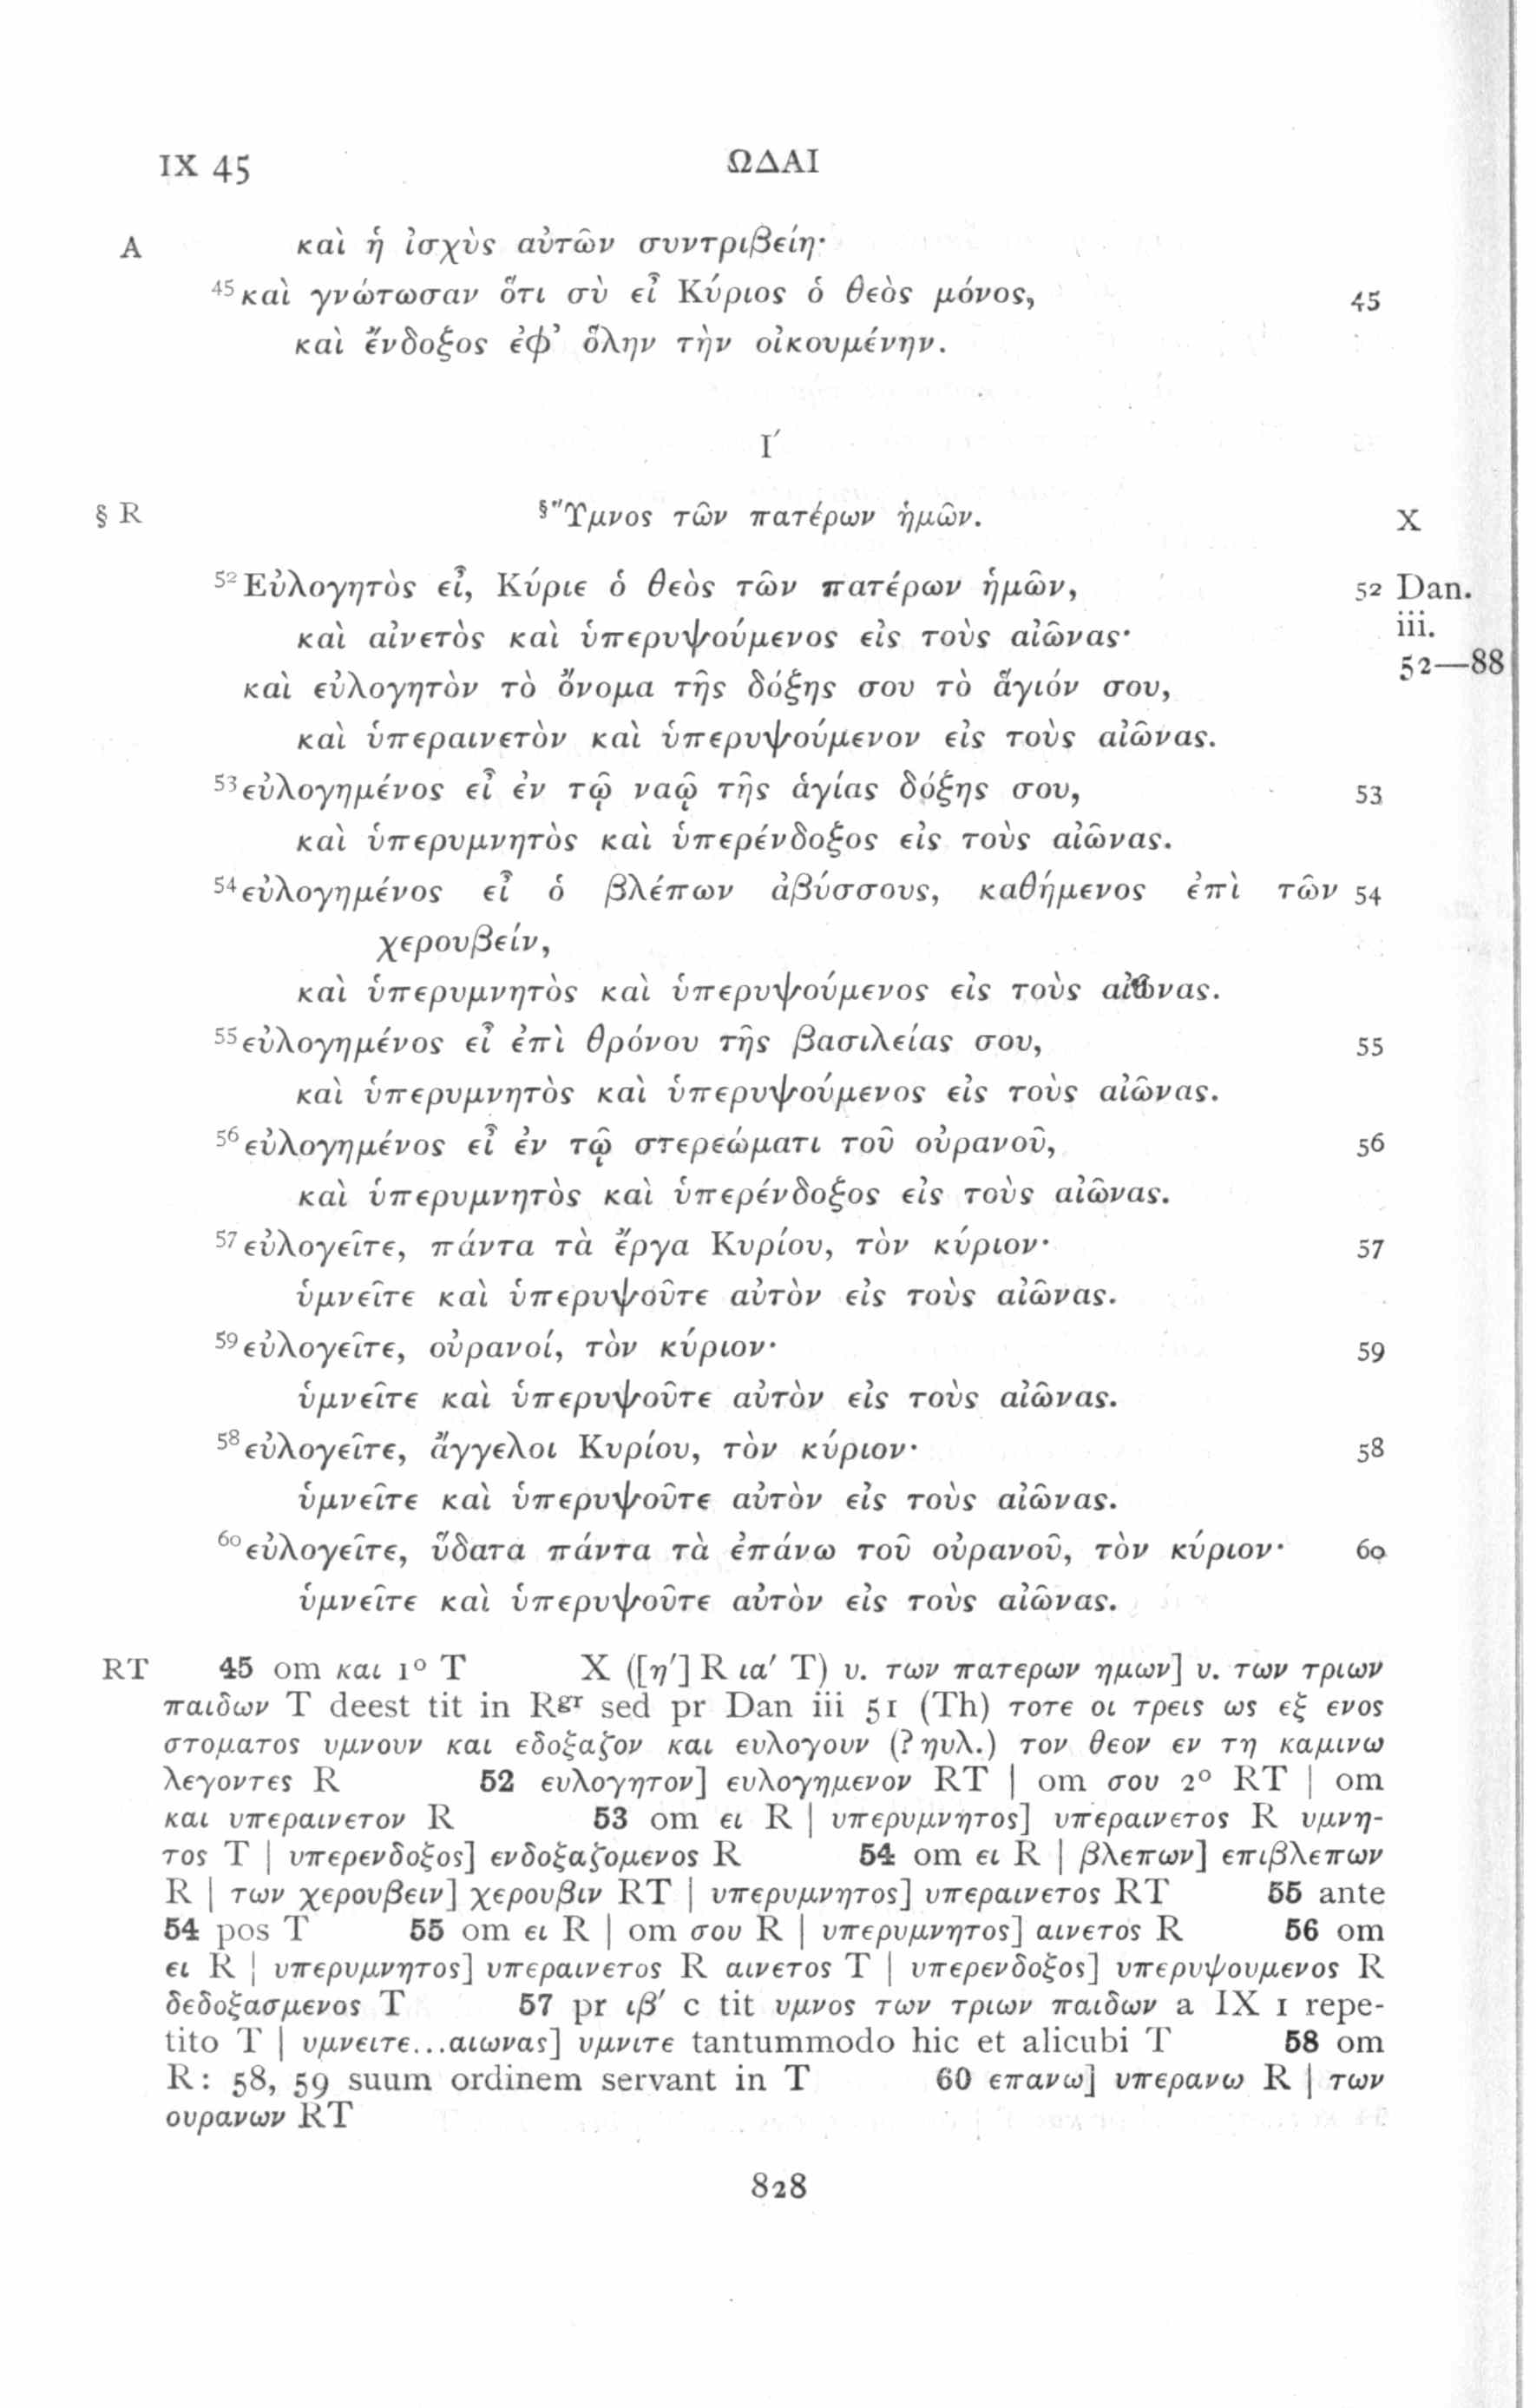 IX 45 ΩΔΑΙ
A καὶ ἡ ἰσχὺς αὐτῶν συντριβείη·
45 καὶ γνώτωσαν ὅτι σὺ εἶ Κύριος ὁ θεὸς μόνος, 45
καὶ ἔνδοξος ἐφ’ ὅλην τὴν οἰκουμένην.
Ι′
§ R §Ὕμνος τῶν πατέρων ἡμῶν. X
52 Εὐλογητὸς εἶ, Κύριε ὁ θεὸς τῶν πατέρων ἡμῶν, 52 Dan.
καὶ αἰνετὸς καὶ ὑπερυψούμενος εἰς τοὺς αἰῶνας· iii.
52—88
καὶ εὐλογητὸν τὸ ὄνομα τῆς δόξης σου τὸ ἅγιόν σου,
καὶ ὑπεραινετὸν καὶ ὑπερυψούμενον εἰς τοὺς αἰῶνας.
53 εὐλογημένος εἶ ἐν τῷ ναῷ τῆς ἁγίας δόξης σου, 53
καὶ ὑπερυμνητὸς καὶ ὑπερένδοξος εἰς τοὺς αἰῶνας.
54 εὐλογημένος εἶ ὁ βλέπων ἀβύσσους, καθήμενος ἐπὶ τῶν 54
χερουβείν,
καὶ ὑπερυμνητὸς καὶ ὑπερυψούμενος εἰς τοὺς αἰῶνας.
55 εὐλογημένος εἶ ἐπὶ θρόνου τῆς βασιλείας σου, 55
καὶ ὑπερυμνητὸς καὶ ὑπερυψούμενος εἰς τοὺς αἰῶνας.
56 εὐλογημένος εἶ ἐν τῷ στερεώματι τοῦ οὐρανοῦ, 56
καὶ ὑπερυμνητὸς καὶ ὑπερένδοξος εἰς τοὺς αἰῶνας.
57 εὐλογεῖτε, πάντα τὰ ἔργα Κυρίου, τὸν κύριον· 57
ὑμνεῖτε καὶ ὑπερυψοῦτε αὐτὸν εἰς τοὺς αἰῶνας.
59 εὐλογεῖτε, οὐρανοί, τὸν κύριον· 59
ὑμνεῖτε καὶ ὑπερυψοῦτε αὐτὸν εἰς τοὺς αἰῶνας.
58 εὐλογεῖτε, ἄγγελοι Κυρίου, τὸν κύριον· 58
ὑμνεῖτε καὶ ὑπερυψοῦτε αὐτὸν εἰς τοὺς αἰῶνας.
60 εὐλογεῖτε, ὕδατα πάντα τὰ ἐπάνω τοῦ οὐρανοῦ, τὸν κύριον· 60
ὑμνεῖτε καὶ ὑπερυψοῦτε αὐτὸν εἰς τοὺς αἰῶνας.
RT 45 om και 1º T X ([η′] R ια′ T) υ. των πατερων ημων] υ. των τριων
παιδων T deest tit in Rgr sed pr Dan iii 51 (Th) τοτε οι τρεις ως εξ ενος
στοματος υμνουν και εδοξαζον και ευλογουν (? ηυλ.) τον θεον εν τη καμινω
λεγοντες R 52 ευλογητον] ευλογημενον RT | om σου 2º RT | om
και υπεραινετον R 53 om ει R | υπερυμνητος] υπεραινετος R υμνη-
τος T | υπερενδοξος] ενδοξαζομενος R 54 om ει R | βλεπων] επιβλεπων
R | των χερουβειν] χερουβιν RT | υπερυμνητος] υπεραινετος RT 55 ante
54 pos T 55 om ει R | om σου R | υπερυμνητος] αινετος R 56 om
ει R | υπερυμνητος] υπεραινετος R αινετος T | υπερενδοξος] υπερυψουμενος R
δεδοξασμενος T 57 pr ιβ′ c tit υμνος των τριων παιδων a IX 1 repe-
tito T | υμνειτε...αιωνας] υμνιτε tantummodo hic et alicubi T 58 om
R: 58, 59 suum ordinem servant in T 60 επανω] υπερανω R | των
ουρανων RT
828